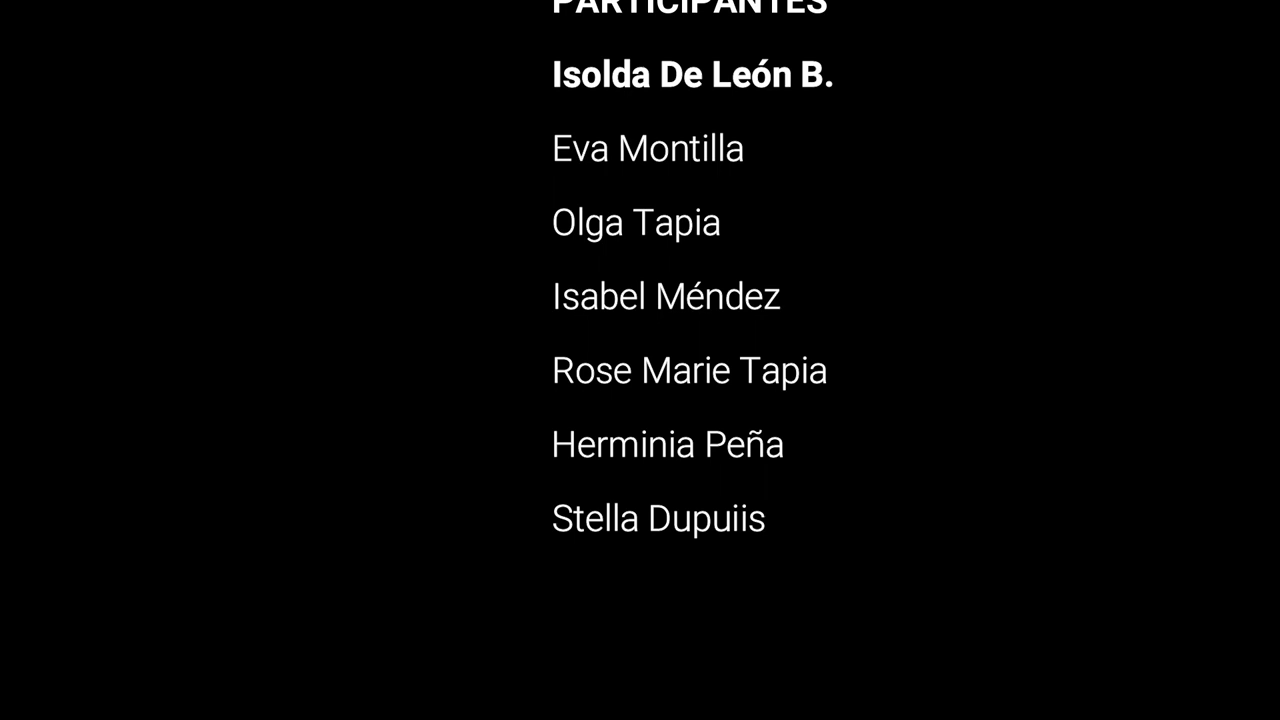 PARTICIPANTES
Isolda De León B.
Eva Montilla
Olga Tapia
Isabel Méndez
Rose Marie Tapia
Herminia Peña
Stella Dupuiis